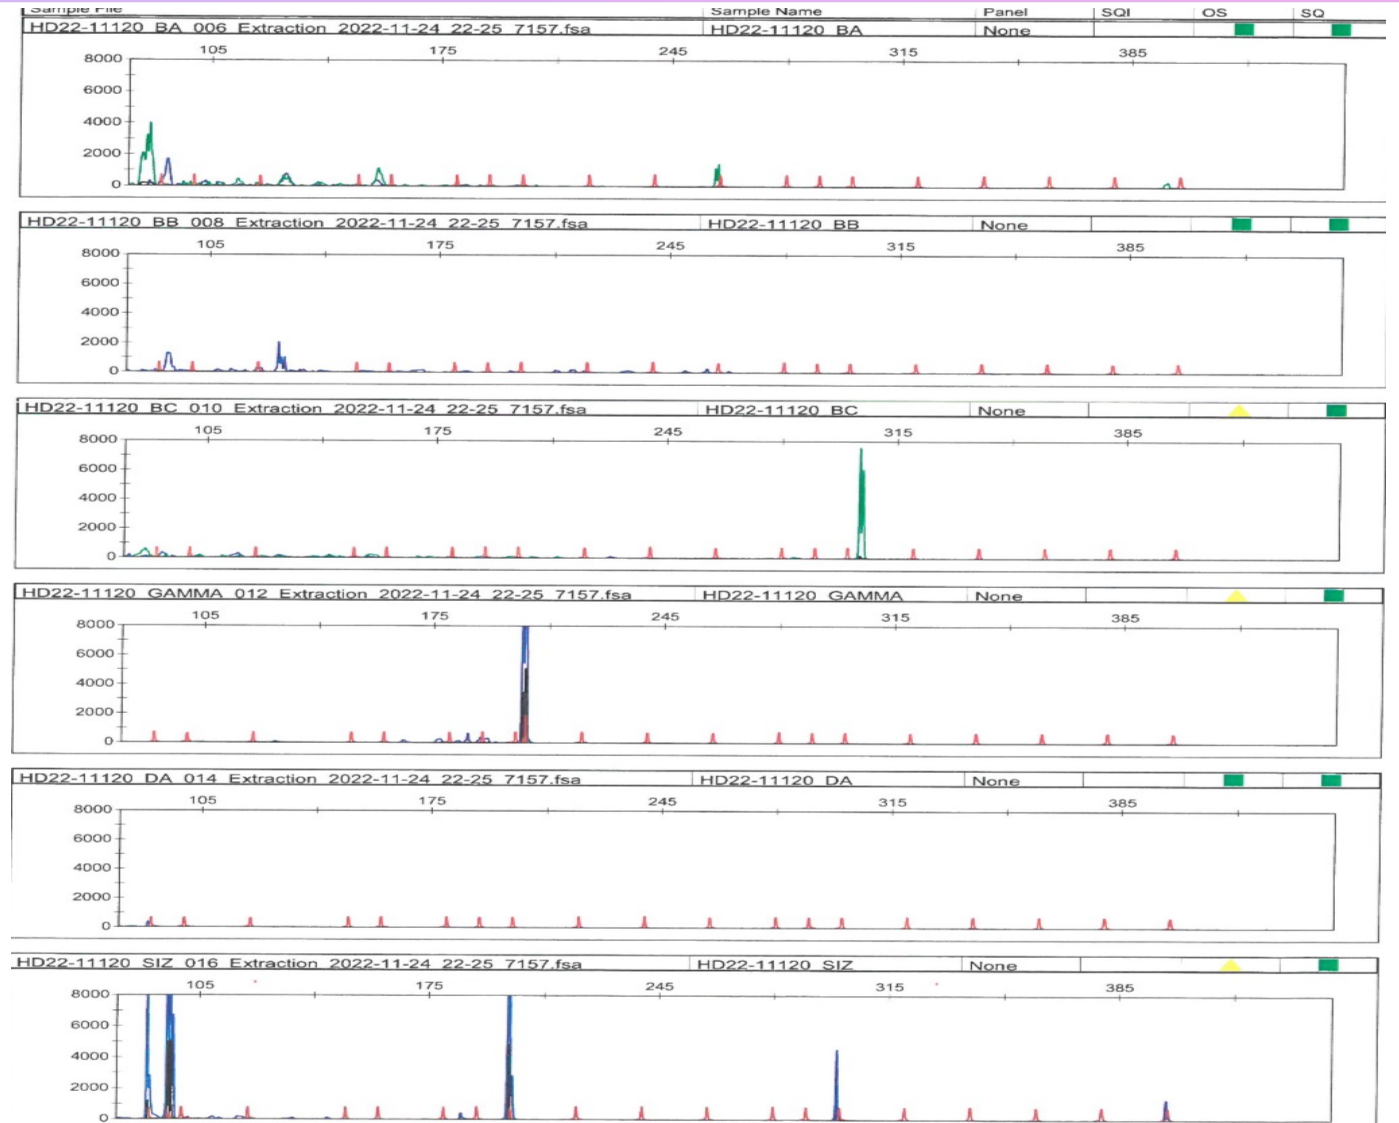 Sample File Sample Name Panel SQI OS SQ
HD22-11120 BA 006 Extraction 2022-11-24 22-25 7157.fsa HD22-11120 BA None
105 175 245 315 385
8000
6000
4000
2000
0
HD22-11120 BB 008 Extraction 2022-11-24 22-25 7157.fsa HD22-11120 BB None
105 175 245 315 385
8000
6000
4000
2000
0
HD22-11120 BC 010 Extraction 2022-11-24 22-25 7157.fsa HD22-11120 BC None
105 175 245 315 385
8000
6000
4000
2000
0
HD22-11120 GAMMA 012 Extraction 2022-11-24 22-25 7157.fsa HD22-11120 GAMMA None
105 175 245 315 385
8000
6000
4000
2000
0
HD22-11120 DA 014 Extraction 2022-11-24 22-25 7157.fsa HD22-11120 DA None
105 175 245 315 385
8000
6000
4000
2000
0
HD22-11120 SIZ 016 Extraction 2022-11-24 22-25 7157.fsa HD22-11120 SIZ None
105 175 245 315 385
8000
6000
4000
2000
0